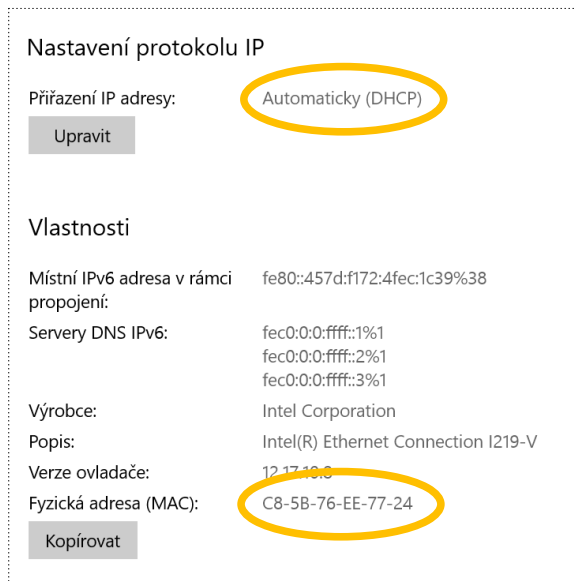 Nastavení protokolu IP
Přiřazení IP adresy: Automaticky (DHCP)
Upravit
Vlastnosti
Místní IPv6 adresa v rámci propojení: fe80::457d:f172:4fec:1c39%38
Servery DNS IPv6: fec0:0:0:ffff::1%1
fec0:0:0:ffff::2%1
fec0:0:0:ffff::3%1
Výrobce: Intel Corporation
Popis: Intel(R) Ethernet Connection I219-V
Verze ovladače:
Fyzická adresa (MAC): C8-5B-76-EE-77-24
Kopírovat